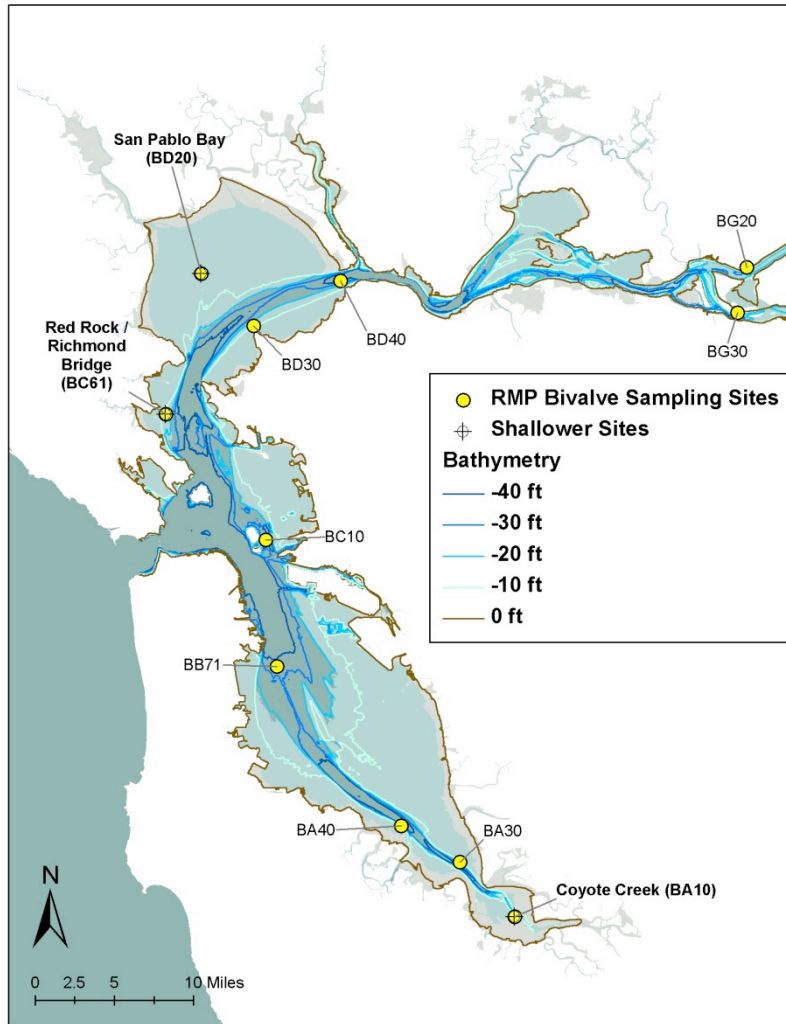 San Pablo Bay
(BD20)
BG20
Red Rock /
Richmond
Bridge
(BC61)
BD40
BD30
BG30
RMP Bivalve Sampling Sites
Shallower Sites
Bathymetry
-40 ft
-30 ft
-20 ft
-10 ft
0 ft
BC10
BB71
BA40
BA30
N
Coyote Creek (BA10)
0 2.5 5 10 Miles